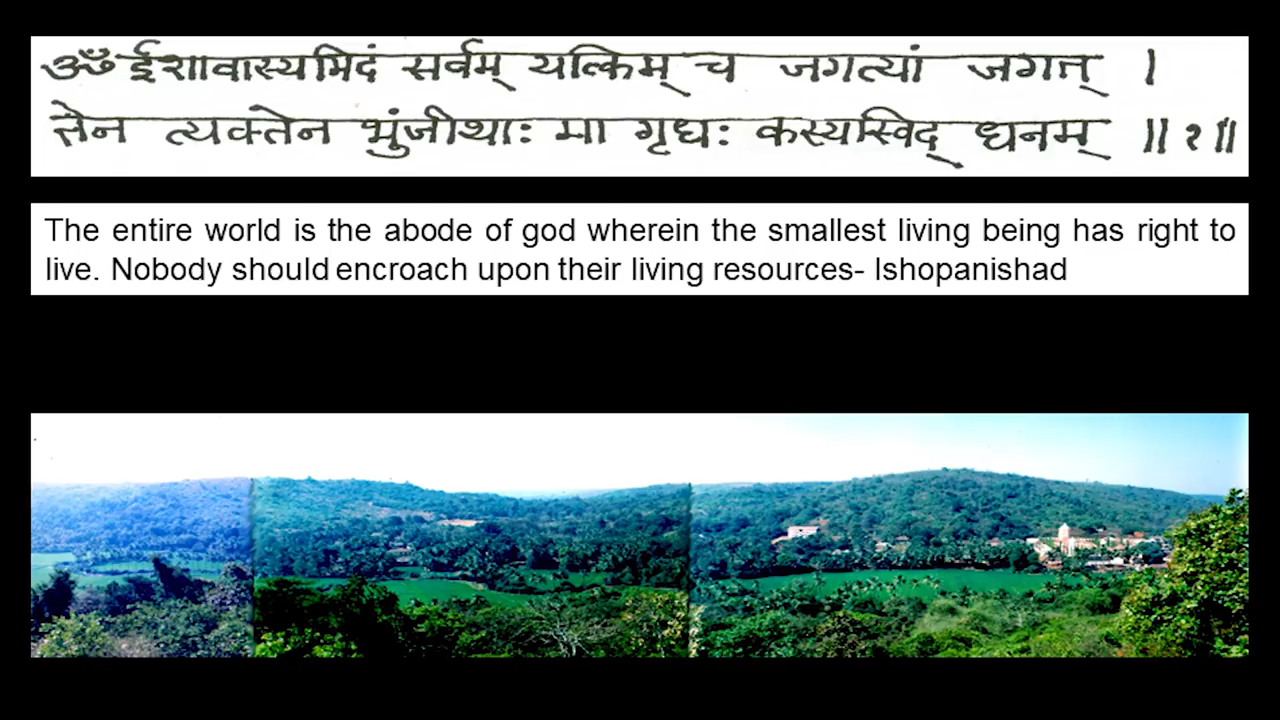 ॐ ईशावास्यमिदं सर्वम् यत्किम् च जगत्यां जगत् ।
तेन त्यक्तेन भुंजीथाः मा गृधः कस्यस्विद् धनम् ॥ १ ॥
The entire world is the abode of god wherein the smallest living being has right to
live. Nobody should encroach upon their living resources- Ishopanishad